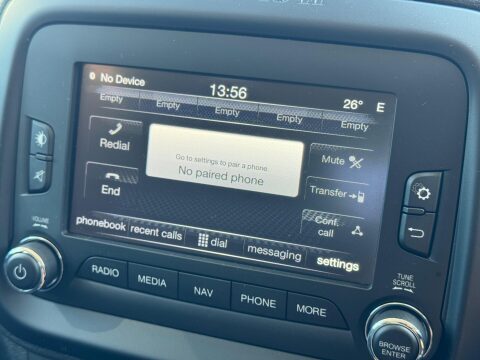 No Device 13:56 26° E
Empty Empty Empty Empty Empty
Redial
Go to settings to pair a phone.
No paired phone
Mute
Transfer
End
Conf.
call
phonebook recent calls dial messaging settings
VOLUME
RADIO MEDIA NAV PHONE MORE
TUNE
SCROLL
BROWSE
ENTER